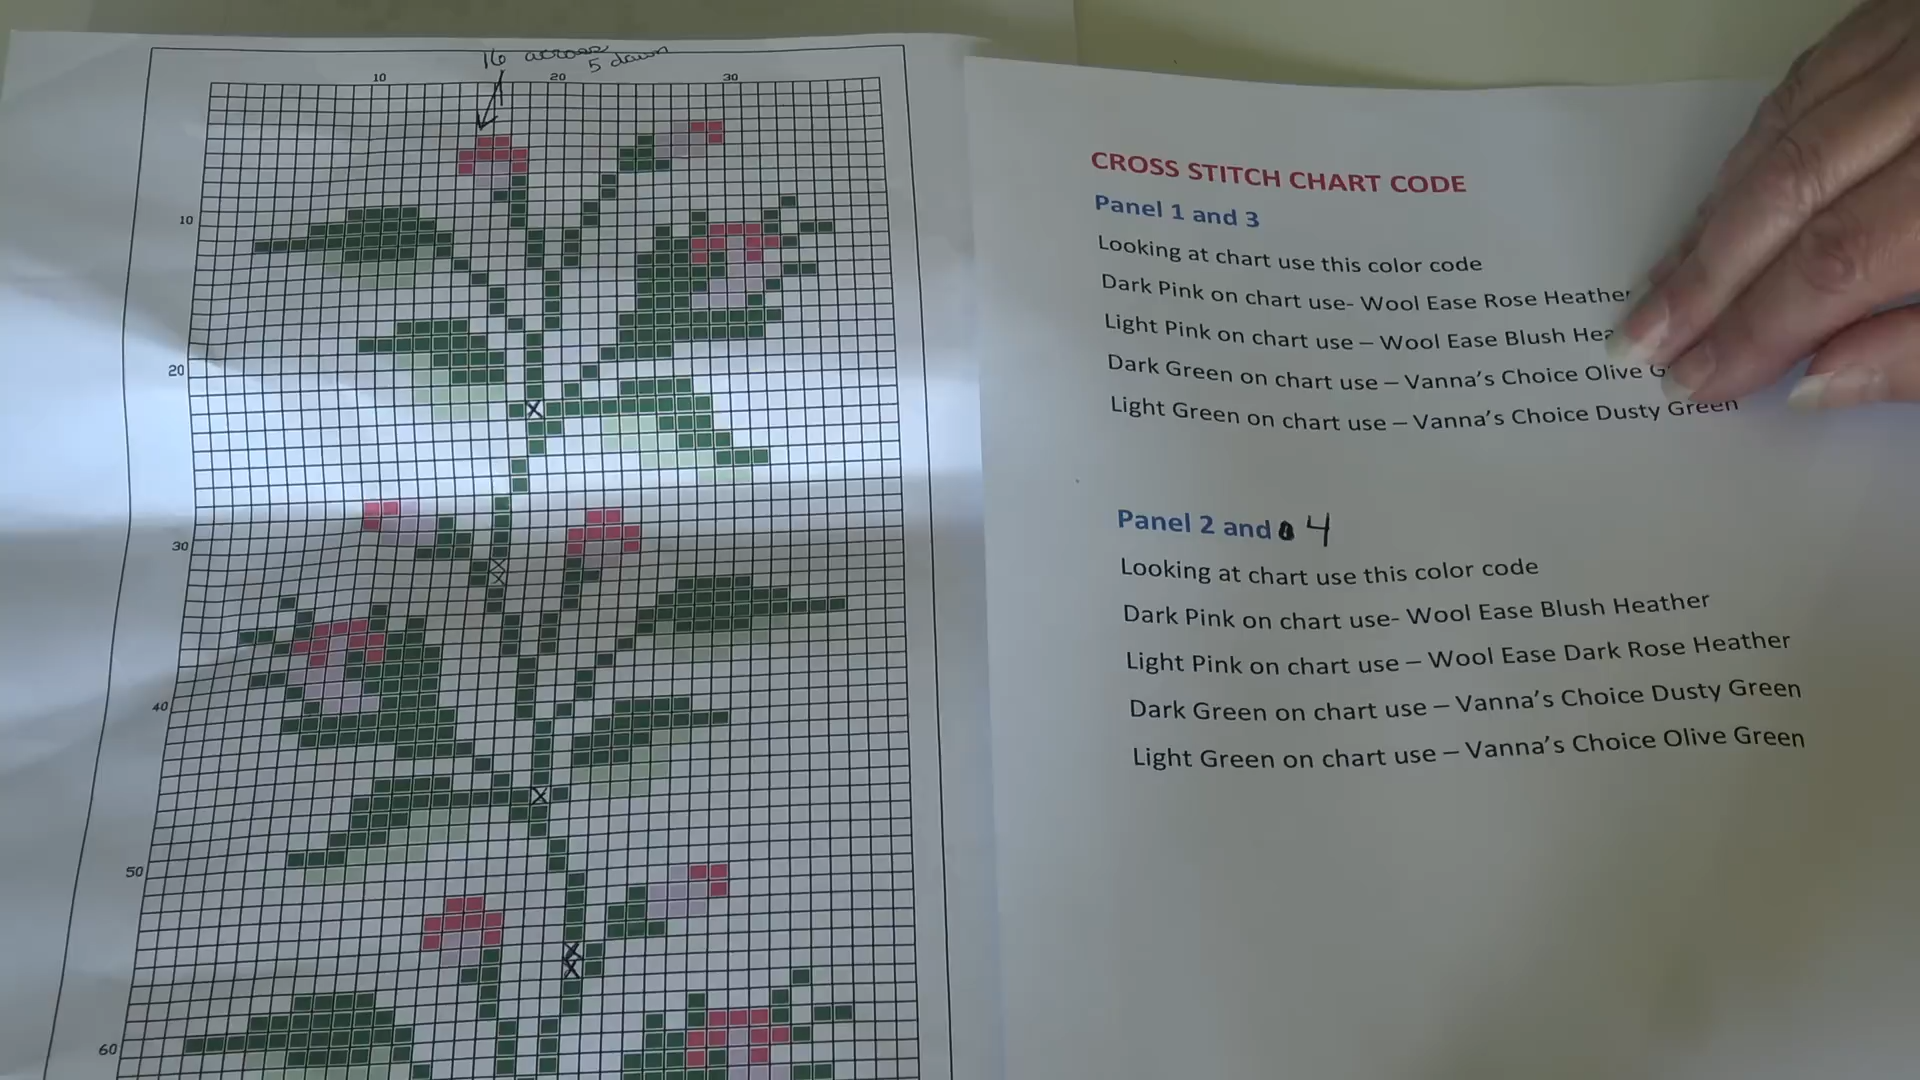 16 across
5 down
10 20 30
10
20
30
40
50
60
CROSS STITCH CHART CODE
Panel 1 and 3
Looking at chart use this color code
Dark Pink on chart use- Wool Ease Rose Heather
Light Pink on chart use – Wool Ease Blush
Dark Green on chart use – Vanna's Choice Olive
Light Green on chart use – Vanna's Choice Dusty Green
Panel 2 and 4
Looking at chart use this color code
Dark Pink on chart use- Wool Ease Blush Heather
Light Pink on chart use – Wool Ease Dark Rose Heather
Dark Green on chart use – Vanna's Choice Dusty Green
Light Green on chart use – Vanna's Choice Olive Green